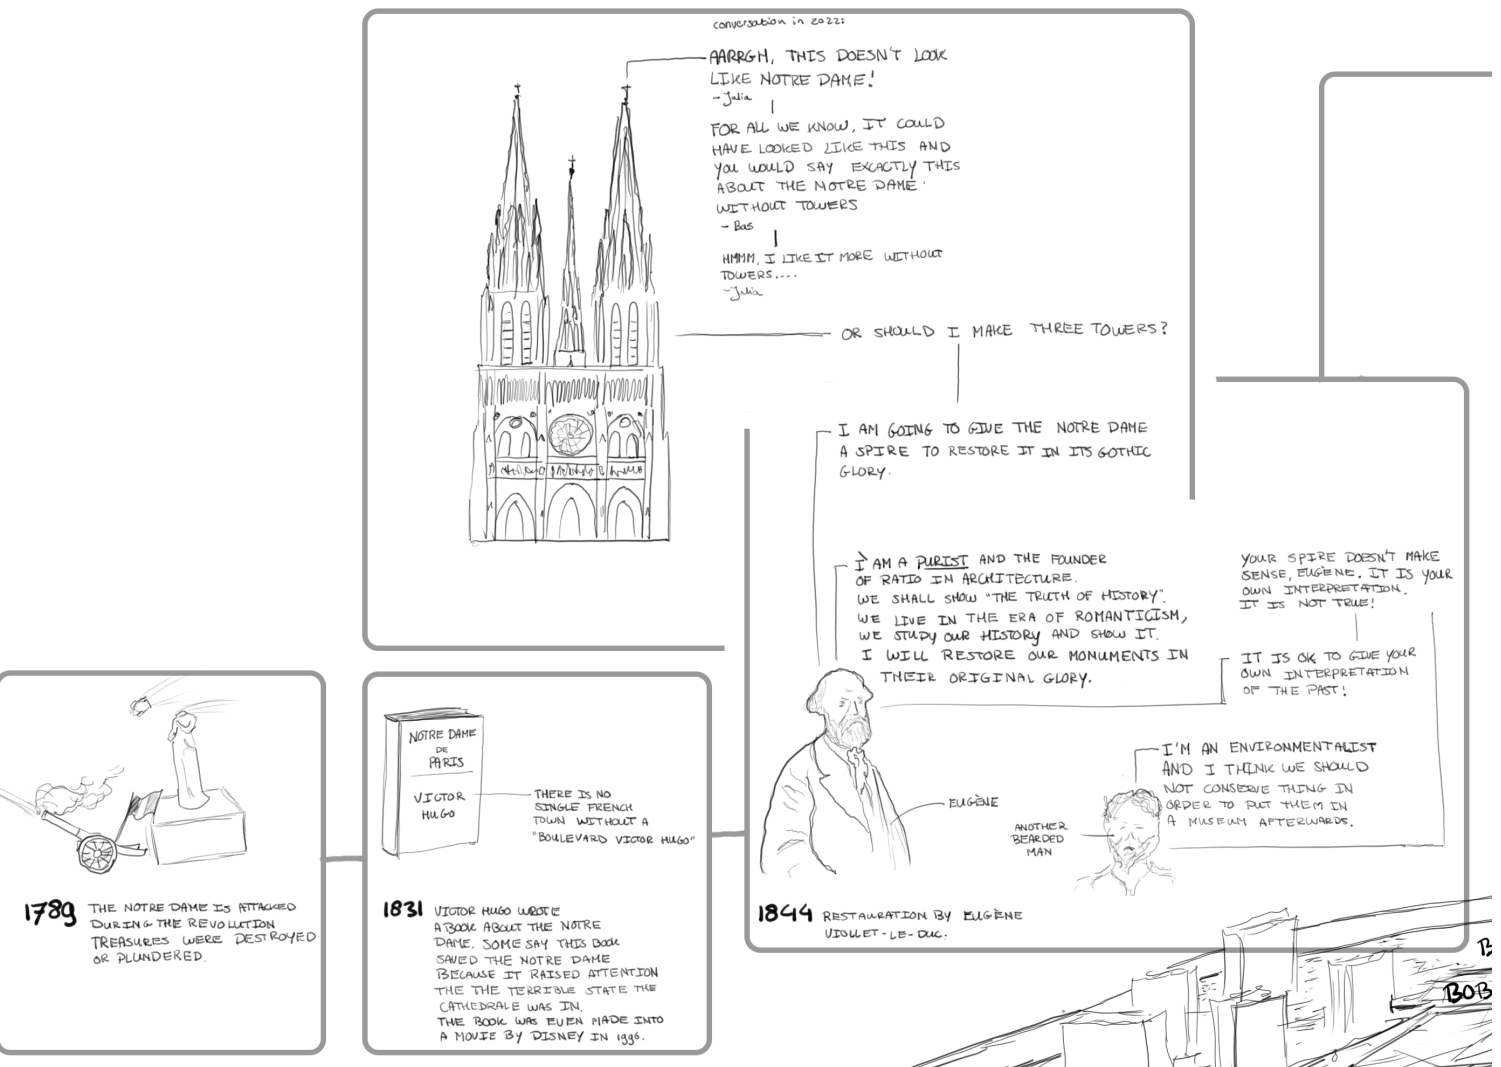 conversation in 2022:
AARRGH, THIS DOESN'T LOOK
LIKE NOTRE DAME!
- Julia
FOR ALL WE KNOW, IT COULD
HAVE LOOKED LIKE THIS AND
YOU WOULD SAY EXCACTLY THIS
ABOUT THE NOTRE DAME
WITHOUT TOWERS
- Bas
HMMM, I LIKE IT MORE WITHOUT
TOWERS....
- Julia
OR SHOULD I MAKE THREE TOWERS?
I AM GOING TO GIVE THE NOTRE DAME
A SPIRE TO RESTORE IT IN ITS GOTHIC
GLORY.
I AM A PURIST AND THE FOUNDER
OF RATIO IN ARCHITECTURE.
WE SHALL SHOW "THE TRUTH OF HISTORY".
WE LIVE IN THE ERA OF ROMANTICISM,
WE STUDY OUR HISTORY AND SHOW IT.
I WILL RESTORE OUR MONUMENTS IN
THEIR ORIGINAL GLORY.
YOUR SPIRE DOESN'T MAKE
SENSE, EUGÈNE. IT IS YOUR
OWN INTERPRETATION.
IT IS NOT TRUE!
IT IS OK TO GIVE YOUR
OWN INTERPRETATION
OF THE PAST!
I'M AN ENVIRONMENTALIST
AND I THINK WE SHOULD
NOT CONSERVE THING IN
ORDER TO PUT THEM IN
A MUSEUM AFTERWARDS.
EUGÈNE
ANOTHER
BEARDED
MAN
1844 RESTAURATION BY EUGÈNE
VIOLLET-LE-DUC.
NOTRE DAME
DE
PARIS
VICTOR
HUGO
THERE IS NO
SINGLE FRENCH
TOWN WITHOUT A
"BOULEVARD VICTOR HUGO"
1831 VICTOR HUGO WROTE
A BOOK ABOUT THE NOTRE
DAME. SOME SAY THIS BOOK
SAVED THE NOTRE DAME
BECAUSE IT RAISED ATTENTION
THE THE TERRIBLE STATE THE
CATHEDRALE WAS IN.
THE BOOK WAS EVEN MADE INTO
A MOVIE BY DISNEY IN 1996.
1789 THE NOTRE DAME IS ATTACKED
DURING THE REVOLUTION
TREASURES WERE DESTROYED
OR PLUNDERED.
B
BOB